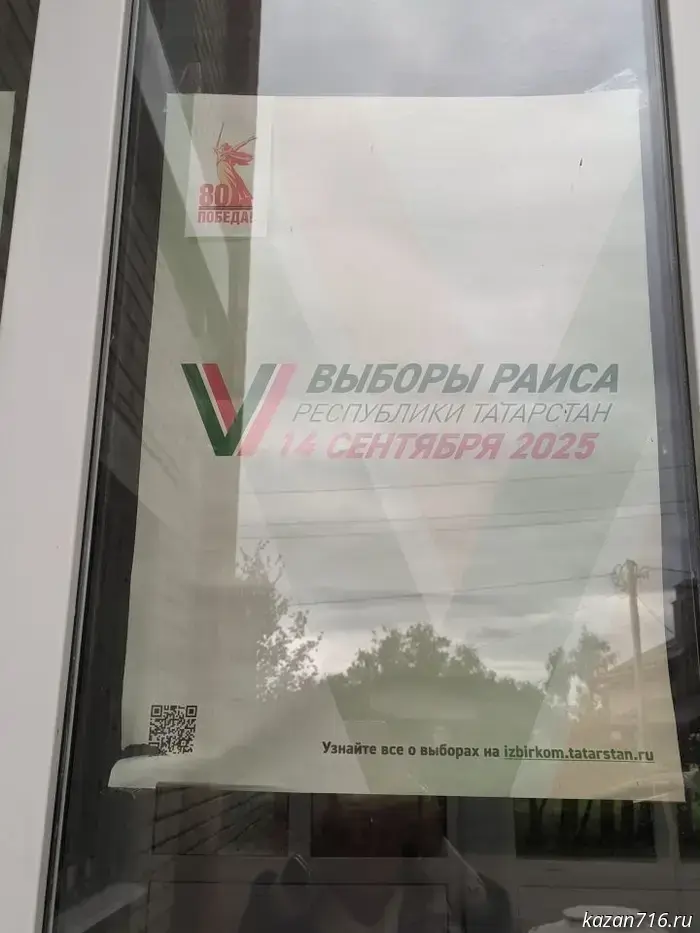 80
ПОБЕДА!
ВЫБОРЫ РАИСА
РЕСПУБЛИКИ ТАТАРСТАН
14 СЕНТЯБРЯ 2025
Узнайте все о выборах на izbirkom.tatarstan.ru
kazan716.ru